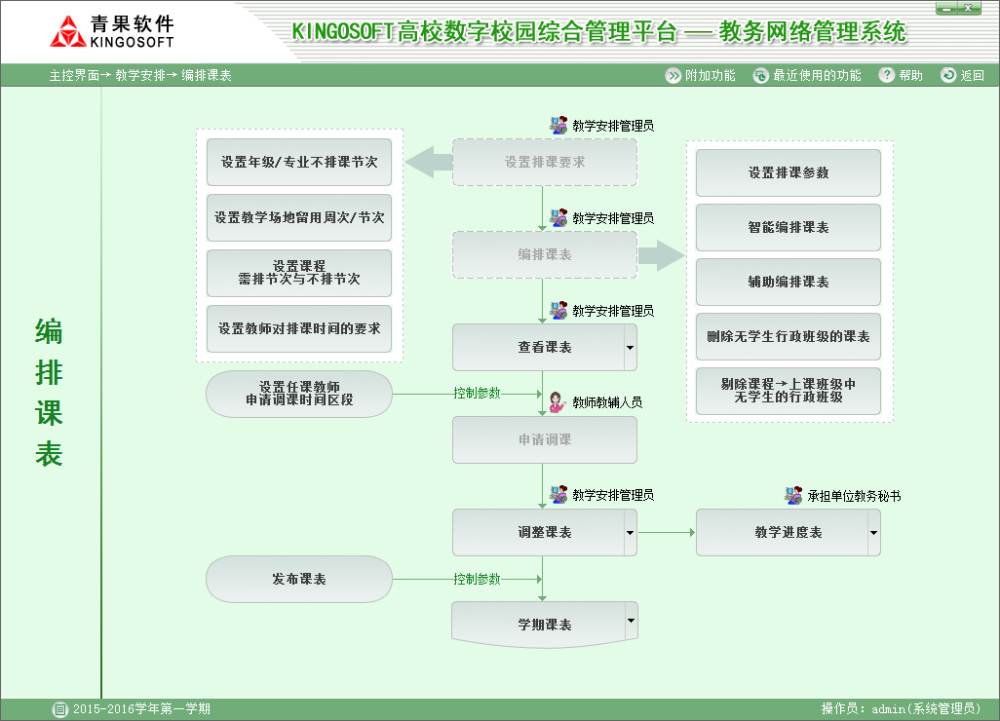 青果软件
KINGOSOFT
KINGOSOFT高校数字校园综合管理平台 — 教务网络管理系统
主控界面→ 教学安排→ 编排课表
附加功能
最近使用的功能
帮助
返回
编
排
课
表
设置年级/专业不排课节次
设置教学场地留用周次/节次
设置课程
需排节次与不排节次
设置教师对排课时间的要求
教学安排管理员
设置排课要求
教学安排管理员
编排课表
设置排课参数
智能编排课表
辅助编排课表
删除无学生行政班级的课表
剔除课程→上课班级中
无学生的行政班级
教学安排管理员
查看课表
设置任课教师
申请调课时间区段
控制参数
教师教辅人员
申请调课
教学安排管理员
调整课表
承担单位教务秘书
教学进度表
发布课表
控制参数
学期课表
2015-2016学年第一学期
操作员：admin(系统管理员)